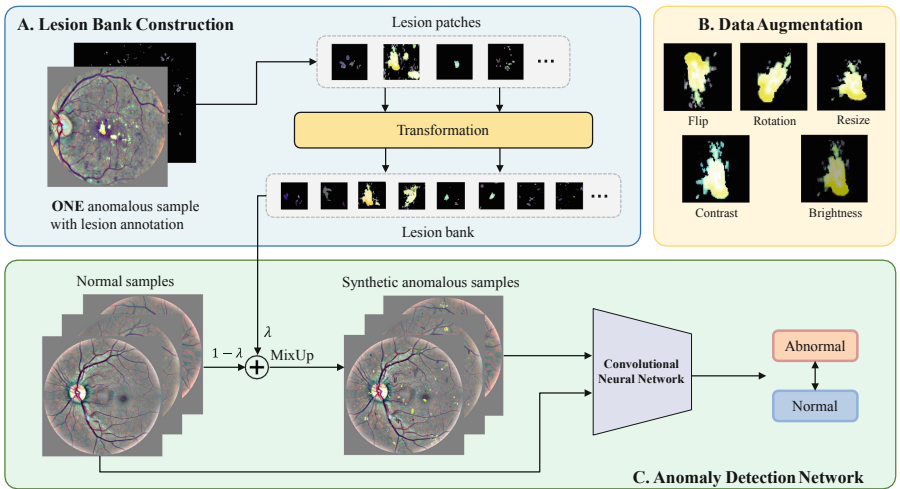 A. Lesion Bank Construction
Lesion patches
...
Transformation
...
Lesion bank
ONE anomalous sample
with lesion annotation
B. Data Augmentation
Flip
Rotation
Resize
Contrast
Brightness
Normal samples
Synthetic anomalous samples
λ
1 − λ
MixUp
Convolutional
Neural Network
Abnormal
Normal
C. Anomaly Detection Network